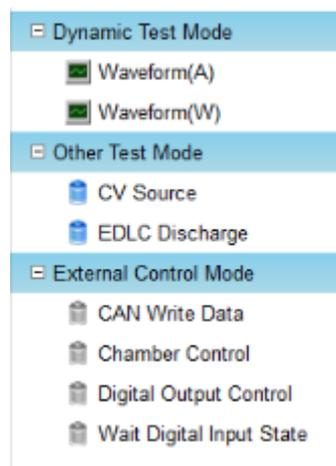 Dynamic Test Mode
Waveform(A)
Waveform(W)
Other Test Mode
CV Source
EDLC Discharge
External Control Mode
CAN Write Data
Chamber Control
Digital Output Control
Wait Digital Input State